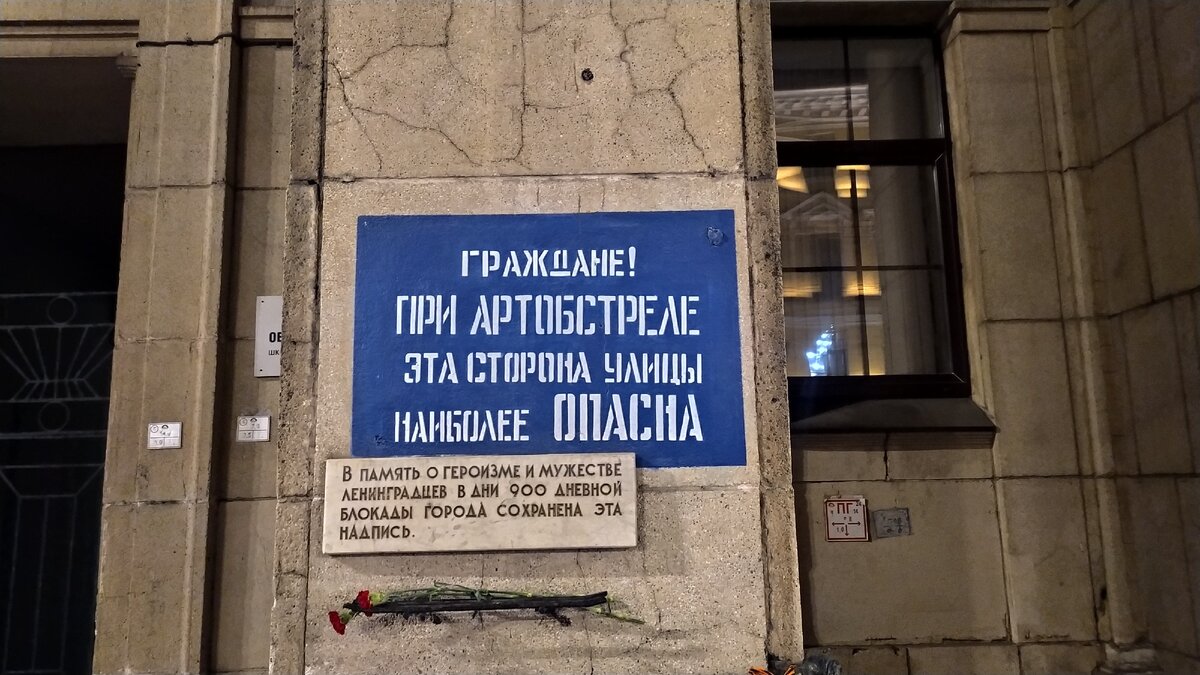 ГРАЖДАНЕ!
ПРИ АРТОБСТРЕЛЕ
ЭТА СТОРОНА УЛИЦЫ
НАИБОЛЕЕ ОПАСНА
В ПАМЯТЬ О ГЕРОИЗМЕ И МУЖЕСТВЕ
ЛЕНИНГРАДЦЕВ В ДНИ 900 ДНЕВНОЙ
БЛОКАДЫ ГОРОДА СОХРАНЕНА ЭТА
НАДПИСЬ.
ПГ